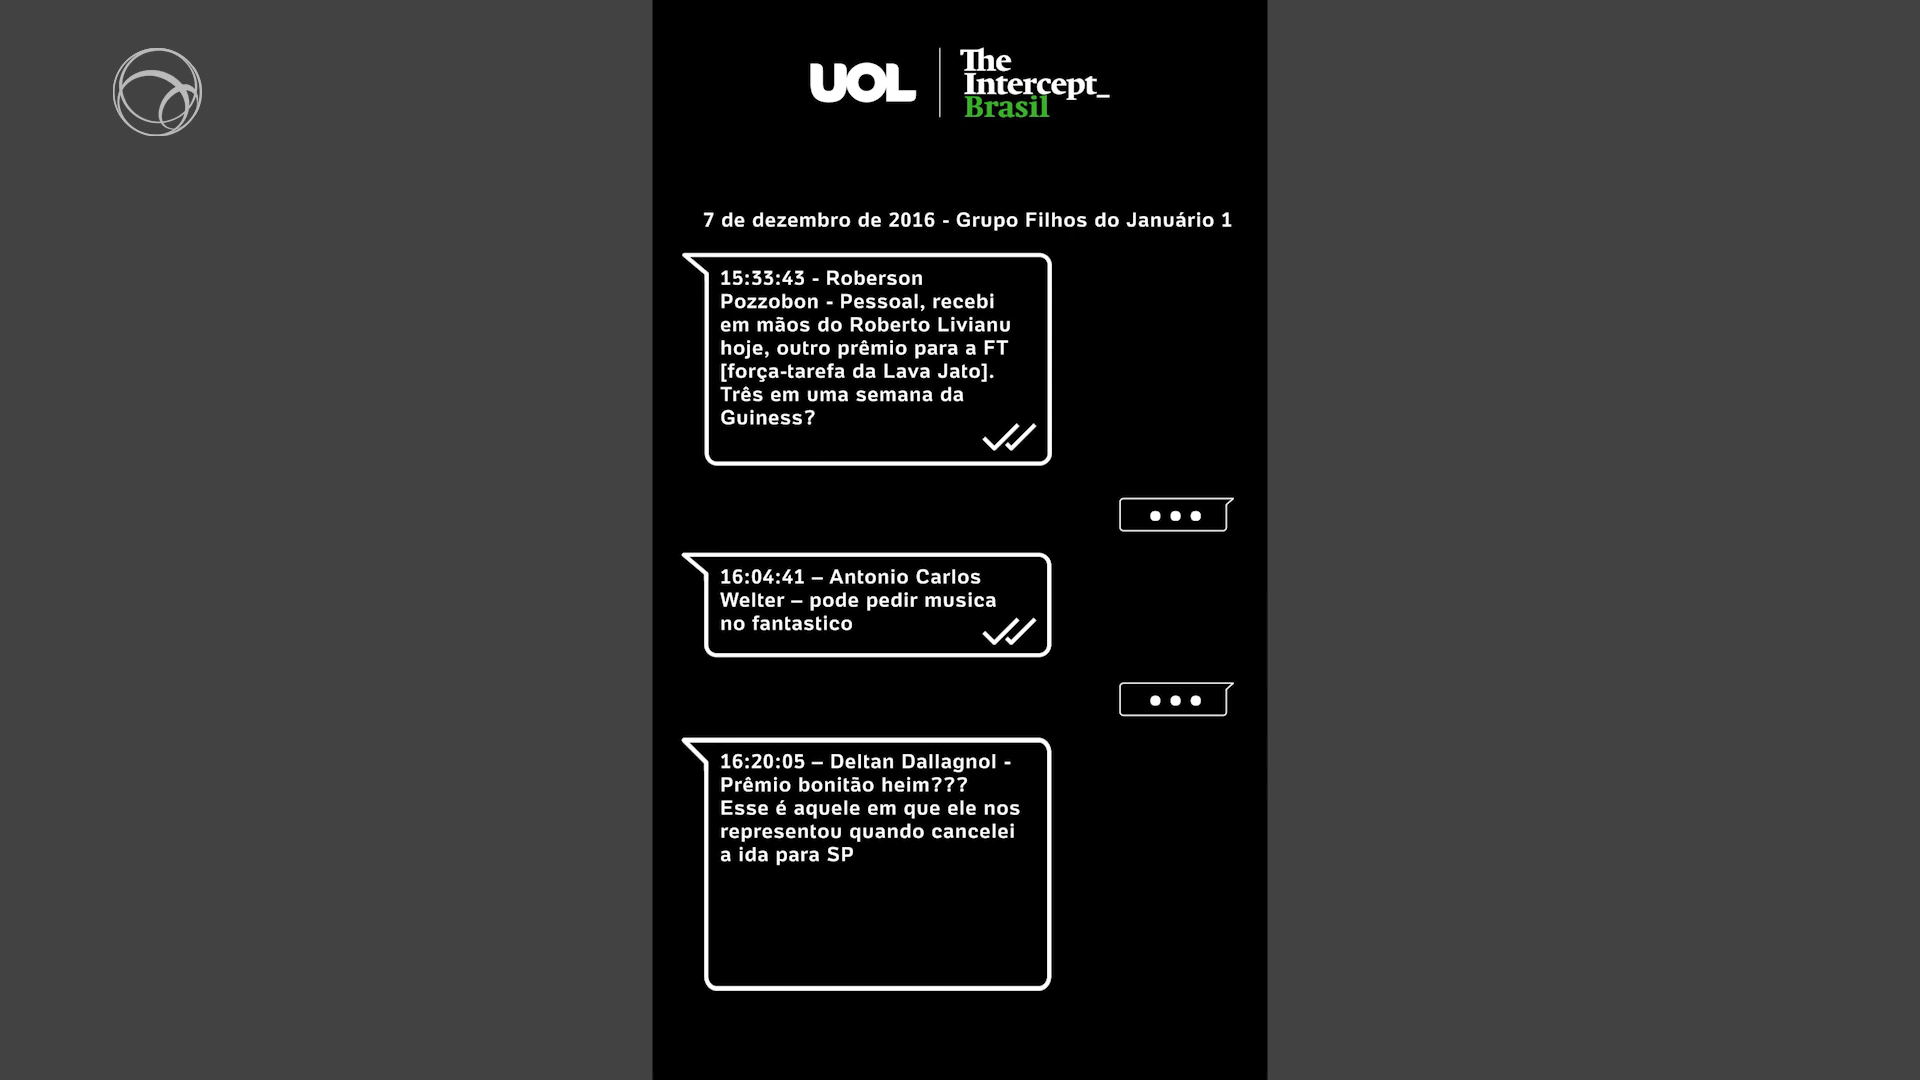 UOL
The
Intercept_
Brasil
7 de dezembro de 2016 - Grupo Filhos do Januário 1
15:33:43 - Roberson
Pozzobon - Pessoal, recebi
em mãos do Roberto Livianu
hoje, outro prêmio para a FT
[força-tarefa da Lava Jato].
Três em uma semana da
Guiness?
16:04:41 – Antonio Carlos
Welter – pode pedir musica
no fantastico
16:20:05 – Deltan Dallagnol -
Prêmio bonitão heim???
Esse é aquele em que ele nos
representou quando cancelei
a ida para SP